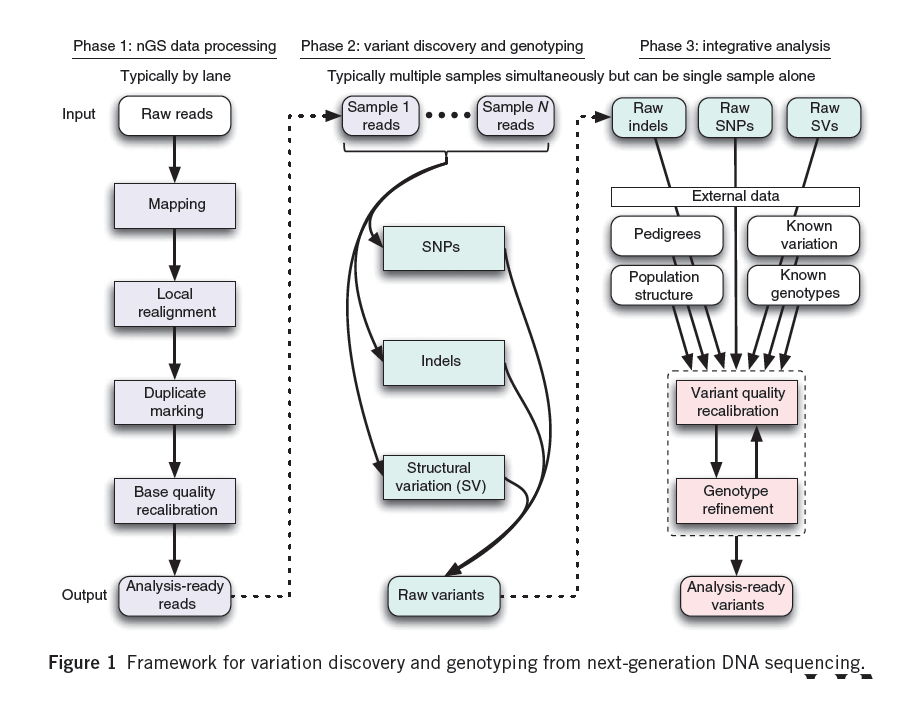 Phase 1: nGS data processing
Typically by lane
Input
Raw reads
Mapping
Local
realignment
Duplicate
marking
Base quality
recalibration
Output
Analysis-ready
reads
Phase 2: variant discovery and genotyping
Typically multiple samples simultaneously but can be single sample alone
Sample 1
reads
Sample N
reads
SNPs
Indels
Structural
variation (SV)
Raw variants
Phase 3: integrative analysis
Raw
indels
Raw
SNPs
Raw
SVs
External data
Pedigrees
Known
variation
Population
structure
Known
genotypes
Variant quality
recalibration
Genotype
refinement
Analysis-ready
variants
Figure 1 Framework for variation discovery and genotyping from next-generation DNA sequencing.